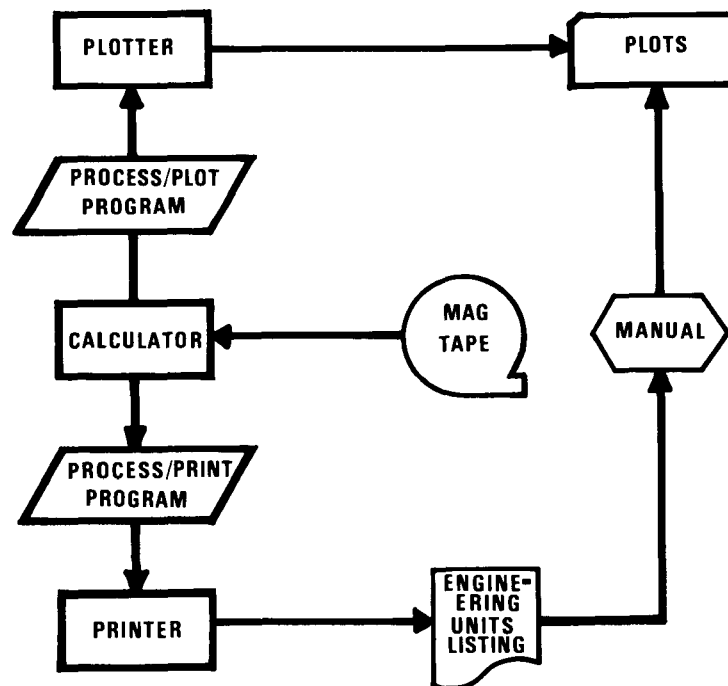 PLOTTER
PLOTS
PROCESS/PLOT
PROGRAM
CALCULATOR
MAG
TAPE
MANUAL
PROCESS/PRINT
PROGRAM
PRINTER
ENGINE-
ERING
UNITS
LISTING